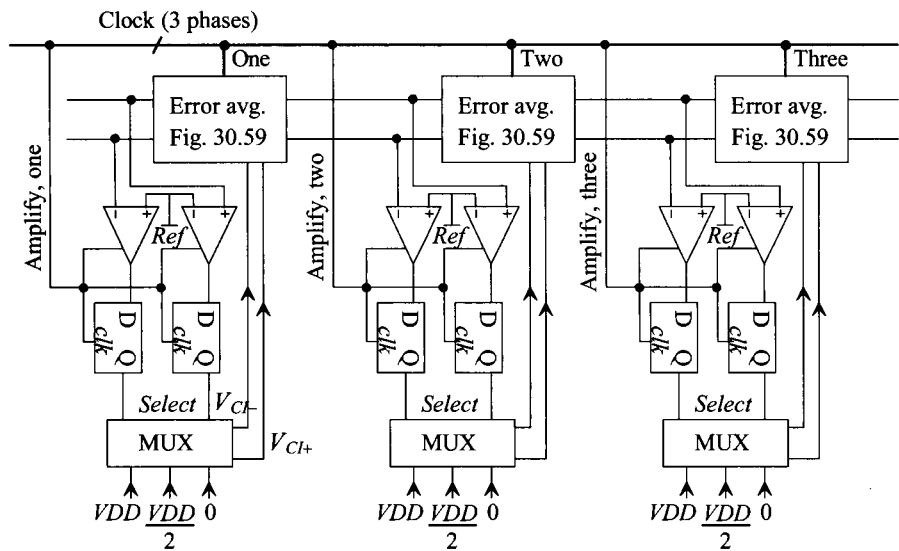 Clock (3 phases)
One
Two
Three
Error avg.
Fig. 30.59
Error avg.
Fig. 30.59
Error avg.
Fig. 30.59
Amplify, one
Amplify, two
Amplify, three
- + - +
- + - +
- + - +
Ref
Ref
Ref
D clk Q
D clk Q
D clk Q
D clk Q
D clk Q
D clk Q
Select
VCI–
VCI+
Select
Select
MUX
MUX
MUX
VDD VDD/2 0
VDD VDD/2 0
VDD VDD/2 0